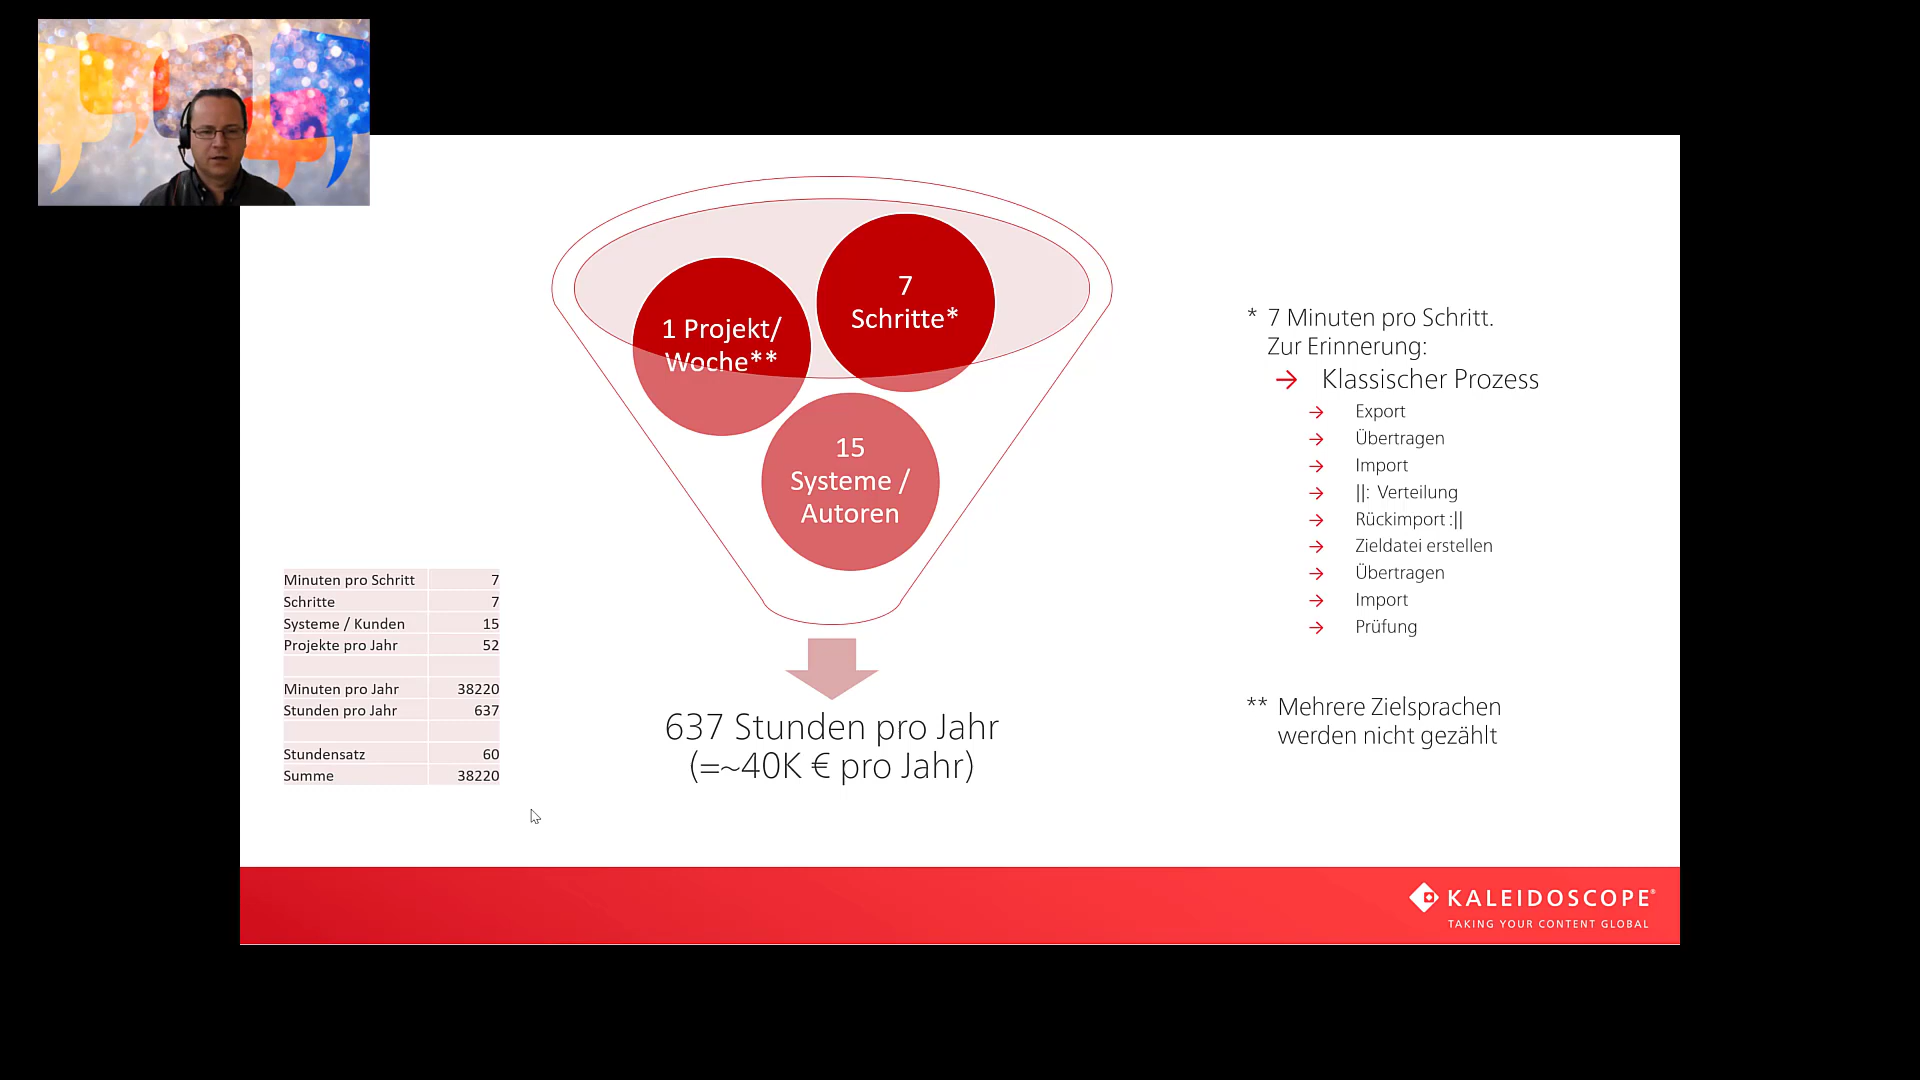 1 Projekt/
Woche**
7
Schritte*
15
Systeme /
Autoren
637 Stunden pro Jahr
(=~40K € pro Jahr)
Minuten pro Schritt 7
Schritte 7
Systeme / Kunden 15
Projekte pro Jahr 52
Minuten pro Jahr 38220
Stunden pro Jahr 637
Stundensatz 60
Summe 38220
* 7 Minuten pro Schritt.
Zur Erinnerung:
→ Klassischer Prozess
→ Export
→ Übertragen
→ Import
→ ||: Verteilung
→ Rückimport :||
→ Zieldatei erstellen
→ Übertragen
→ Import
→ Prüfung
** Mehrere Zielsprachen
werden nicht gezählt
KALEIDOSCOPE®
TAKING YOUR CONTENT GLOBAL